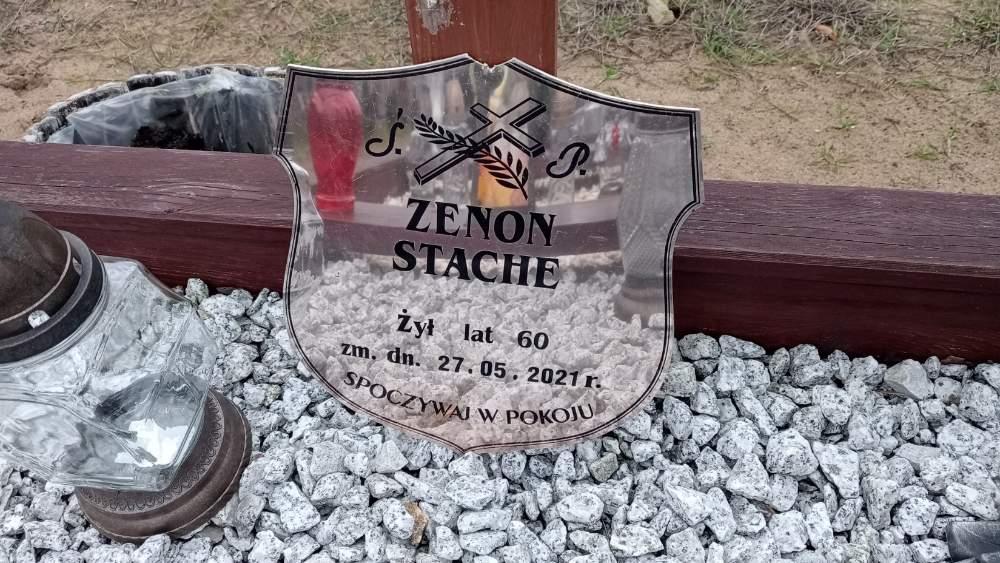 Ś. P.
ZENON
STACHE
Żył lat 60
zm. dn. 27.05.2021 r.
SPOCZYWAJ W POKOJU